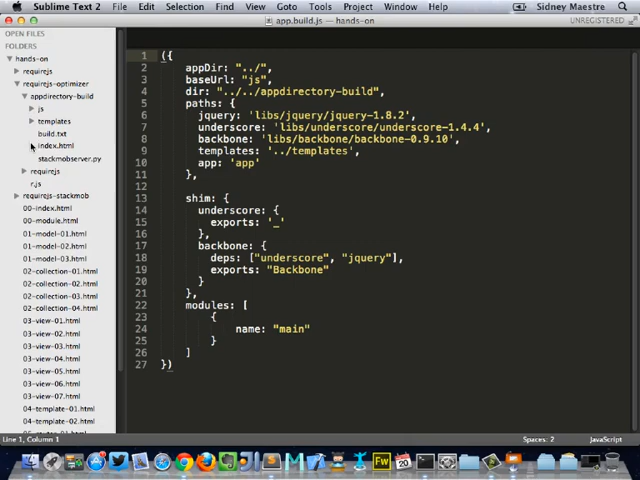 Sublime Text 2 File Edit Selection Find Goto Tools Project Window Help Sidney Maestre
app.build.js — hands-on
UNREGISTERED
OPEN FILES
FOLDERS
hands-on
requirejs
requirejs-optimizer
appdirectory-build
js
templates
build.txt
index.html
stackmobserver.py
requirejs
r.js
requirejs-stackmob
00-index.html
00-module.html
01-model-01.html
01-model-02.html
01-model-03.html
02-collection-01.html
02-collection-02.html
02-collection-03.html
02-collection-04.html
03-view-01.html
03-view-02.html
03-view-03.html
03-view-04.html
03-view-05.html
03-view-06.html
03-view-07.html
04-template-01.html
04-template-02.html
1 ({
2 appDir: "../",
3 baseUrl: "js",
4 dir: "../../appdirectory-build",
5 paths: {
6 jquery: 'libs/jquery/jquery-1.8.2',
7 underscore: 'libs/underscore/underscore-1.4.4',
8 backbone: 'libs/backbone/backbone-0.9.10',
9 templates: '../templates',
10 app: 'app'
11 },
12
13 shim: {
14 underscore: {
15 exports: '_'
16 },
17 backbone: {
18 deps: ["underscore", "jquery"],
19 exports: "Backbone"
20 }
21 },
22 modules: [
23 {
24 name: "main"
25 }
26 ]
27 })
Line 1, Column 1
Spaces: 2
JavaScript
Fw
20